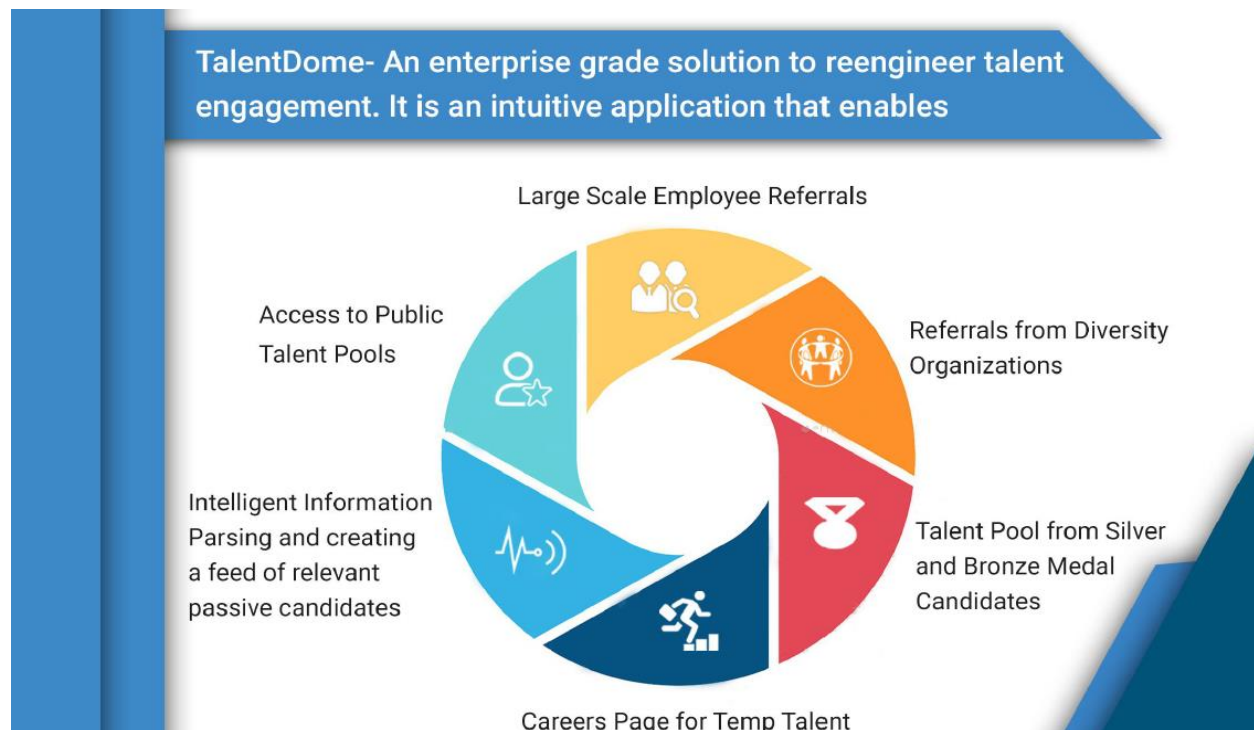 TalentDome- An enterprise grade solution to reengineer talent
engagement. It is an intuitive application that enables
Large Scale Employee Referrals
Access to Public
Talent Pools
Referrals from Diversity
Organizations
Intelligent Information
Parsing and creating
a feed of relevant
passive candidates
Talent Pool from Silver
and Bronze Medal
Candidates
Careers Page for Temp Talent